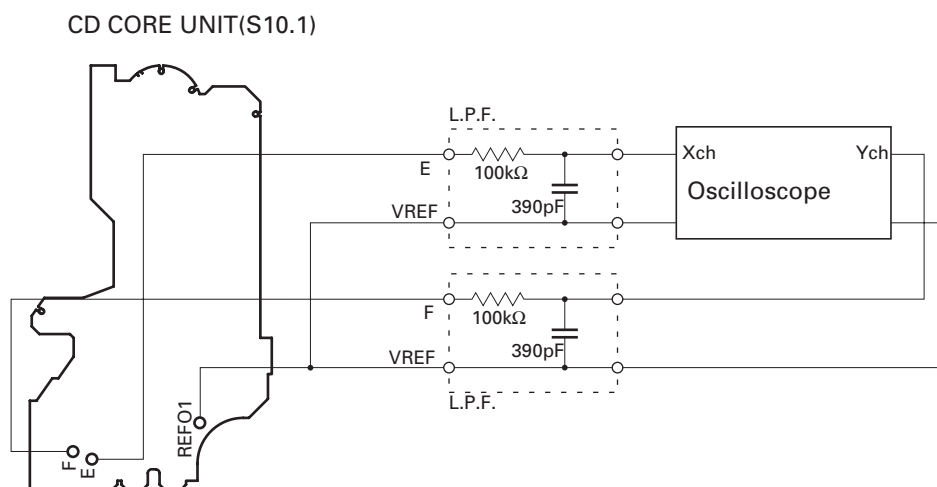 CD CORE UNIT(S10.1)
L.P.F.
E
100kΩ
390pF
VREF
Xch
Ych
Oscilloscope
F
100kΩ
390pF
VREF
L.P.F.
REFO1
F
E